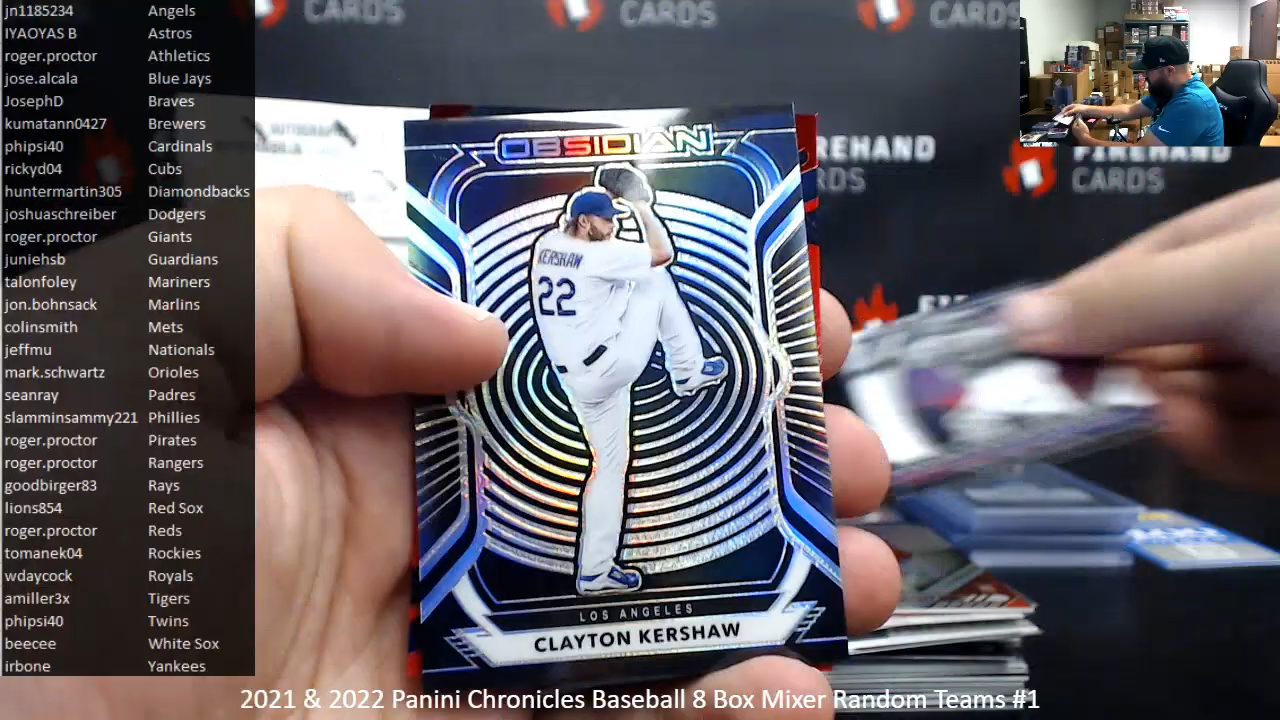 jn1185234 Angels
IYAOYAS B Astros
roger.proctor Athletics
jose.alcala Blue Jays
JosephD Braves
kumatann0427 Brewers
phipsi40 Cardinals
rickyd04 Cubs
huntermartin305 Diamondbacks
joshuaschreiber Dodgers
roger.proctor Giants
juniehsb Guardians
talonfoley Mariners
jon.bohnsack Marlins
colinsmith Mets
jeffmu Nationals
mark.schwartz Orioles
seanray Padres
slamminsammy221 Phillies
roger.proctor Pirates
roger.proctor Rangers
goodbirger83 Rays
lions854 Red Sox
roger.proctor Reds
tomanek04 Rockies
wdaycock Royals
amiller3x Tigers
phipsi40 Twins
beecee White Sox
irbone Yankees
CARDS
CARDS
CARDS
OBSIDIAN
KERSHAW
22
LOS ANGELES
CLAYTON KERSHAW
FIREHAND
CARDS
2021 & 2022 Panini Chronicles Baseball 8 Box Mixer Random Teams #1